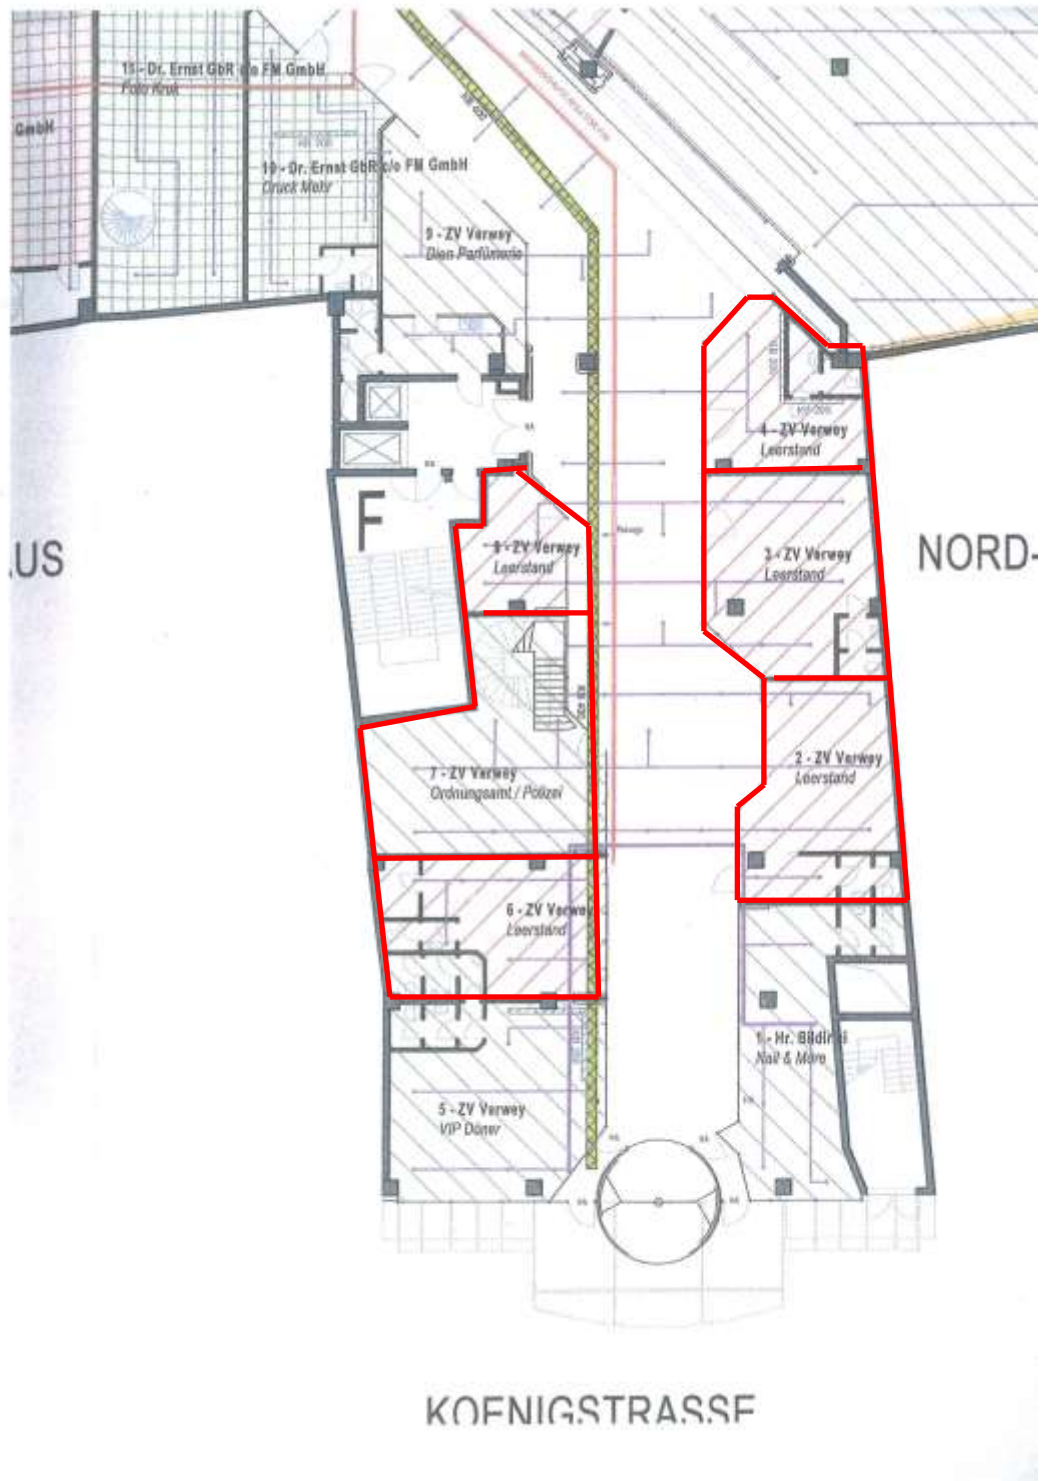 11 - Dr. Ernst GbR c/o FM GmbH
Foto Kruk
GmbH
10 - Dr. Ernst GbR c/o FM GmbH
Druck Mehr
9 - ZV Verwey
Dien Parfümerie
4 - ZV Verwey
Leerstand
F
8 - ZV Verwey
Leerstand
3 - ZV Verwey
Leerstand
.US
NORD-
7 - ZV Verwey
Ordnungsamt / Polizei
2 - ZV Verwey
Leerstand
6 - ZV Verwey
Leerstand
1 - Hr. Bildirici
Nail & More
5 - ZV Verwey
VIP Döner
KOENIGSTRASSE